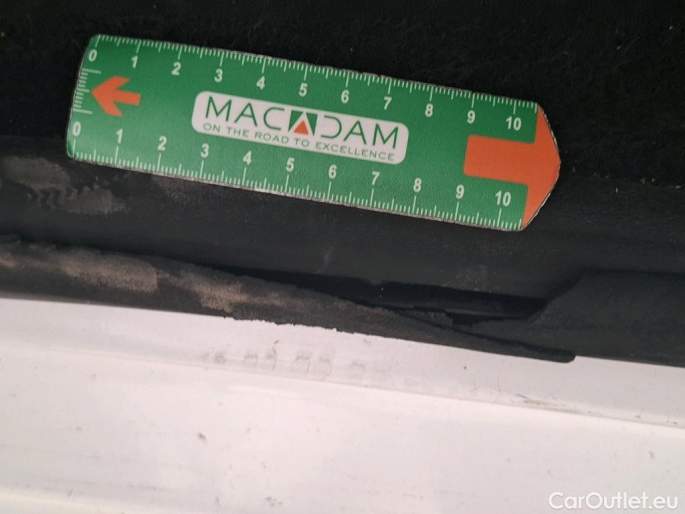 0 1 2 3 4 5 6 7 8 9 10
MACADAM
ON THE ROAD TO EXCELLENCE
0 1 2 3 4 5 6 7 8 9 10
CarOutlet.eu